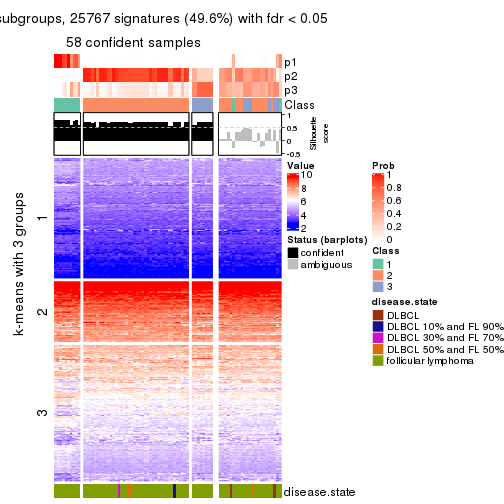 subgroups, 25767 signatures (49.6%) with fdr < 0.05
58 confident samples
p1
p2
p3
Class
1
0.5
0
-0.5
Silhouette
score
k-means with 3 groups
1
2
3
Value
10
8
6
4
2
Status (barplots)
confident
ambiguous
Prob
1
0.8
0.6
0.4
0.2
0
Class
1
2
3
disease.state
DLBCL
DLBCL 10% and FL 90%
DLBCL 30% and FL 70%
DLBCL 50% and FL 50%
follicular lymphoma
disease.state